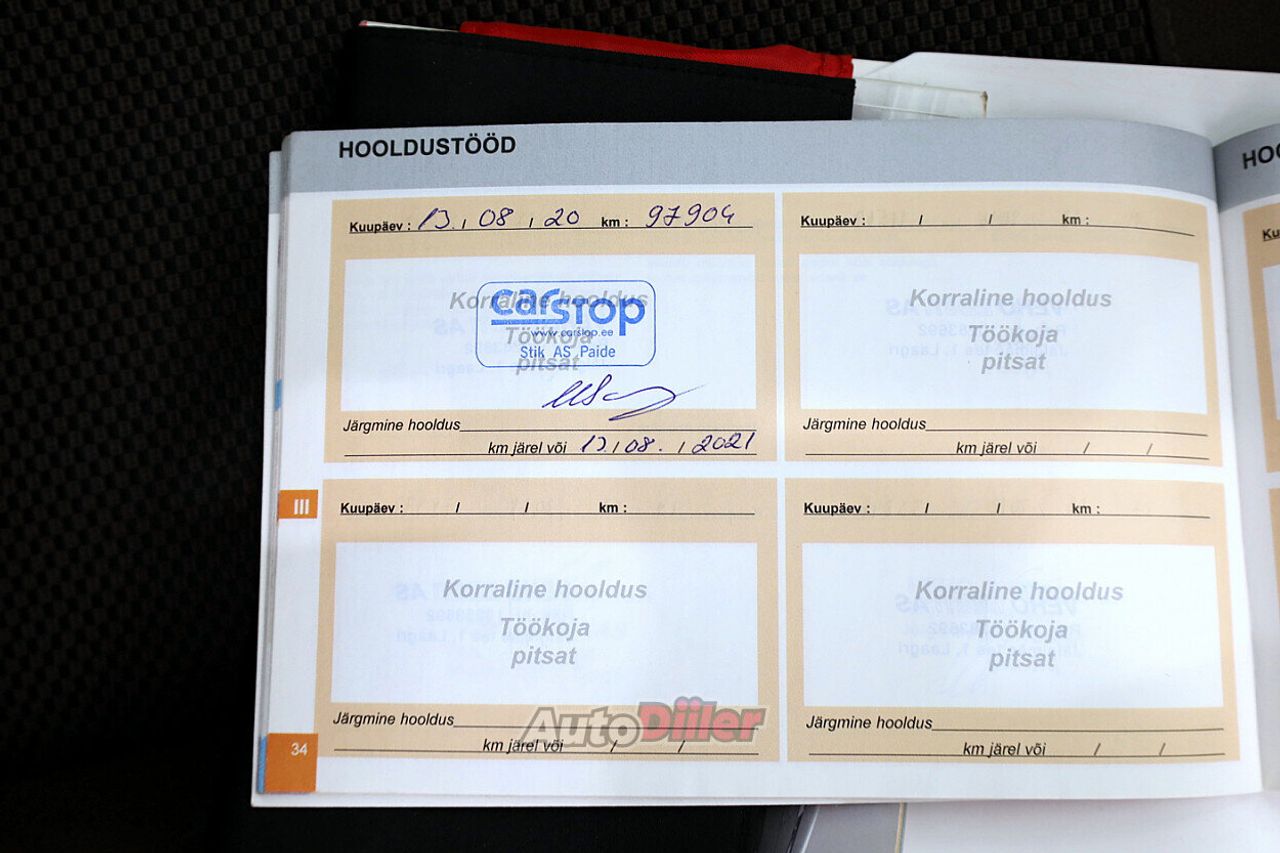 HOOLDUSTÖÖD
HOO
Kuupäev : 13. / 08 / 20 km : 97904
Korraline hooldus
carSTOP
Töökoja
www.carstop.ee
Stik AS Paide
pitsat
Järgmine hooldus
km järel või 13 / 08. / 2021
Kuupäev : / / km :
Korraline hooldus
Töökoja
pitsat
Järgmine hooldus
km järel või / /
Ku
III
Kuupäev : / / km :
Korraline hooldus
Töökoja
pitsat
Järgmine hooldus
km järel või / /
Kuupäev : / / km :
Korraline hooldus
Töökoja
pitsat
Järgmine hooldus
km järel või / /
AutoDiiler
34